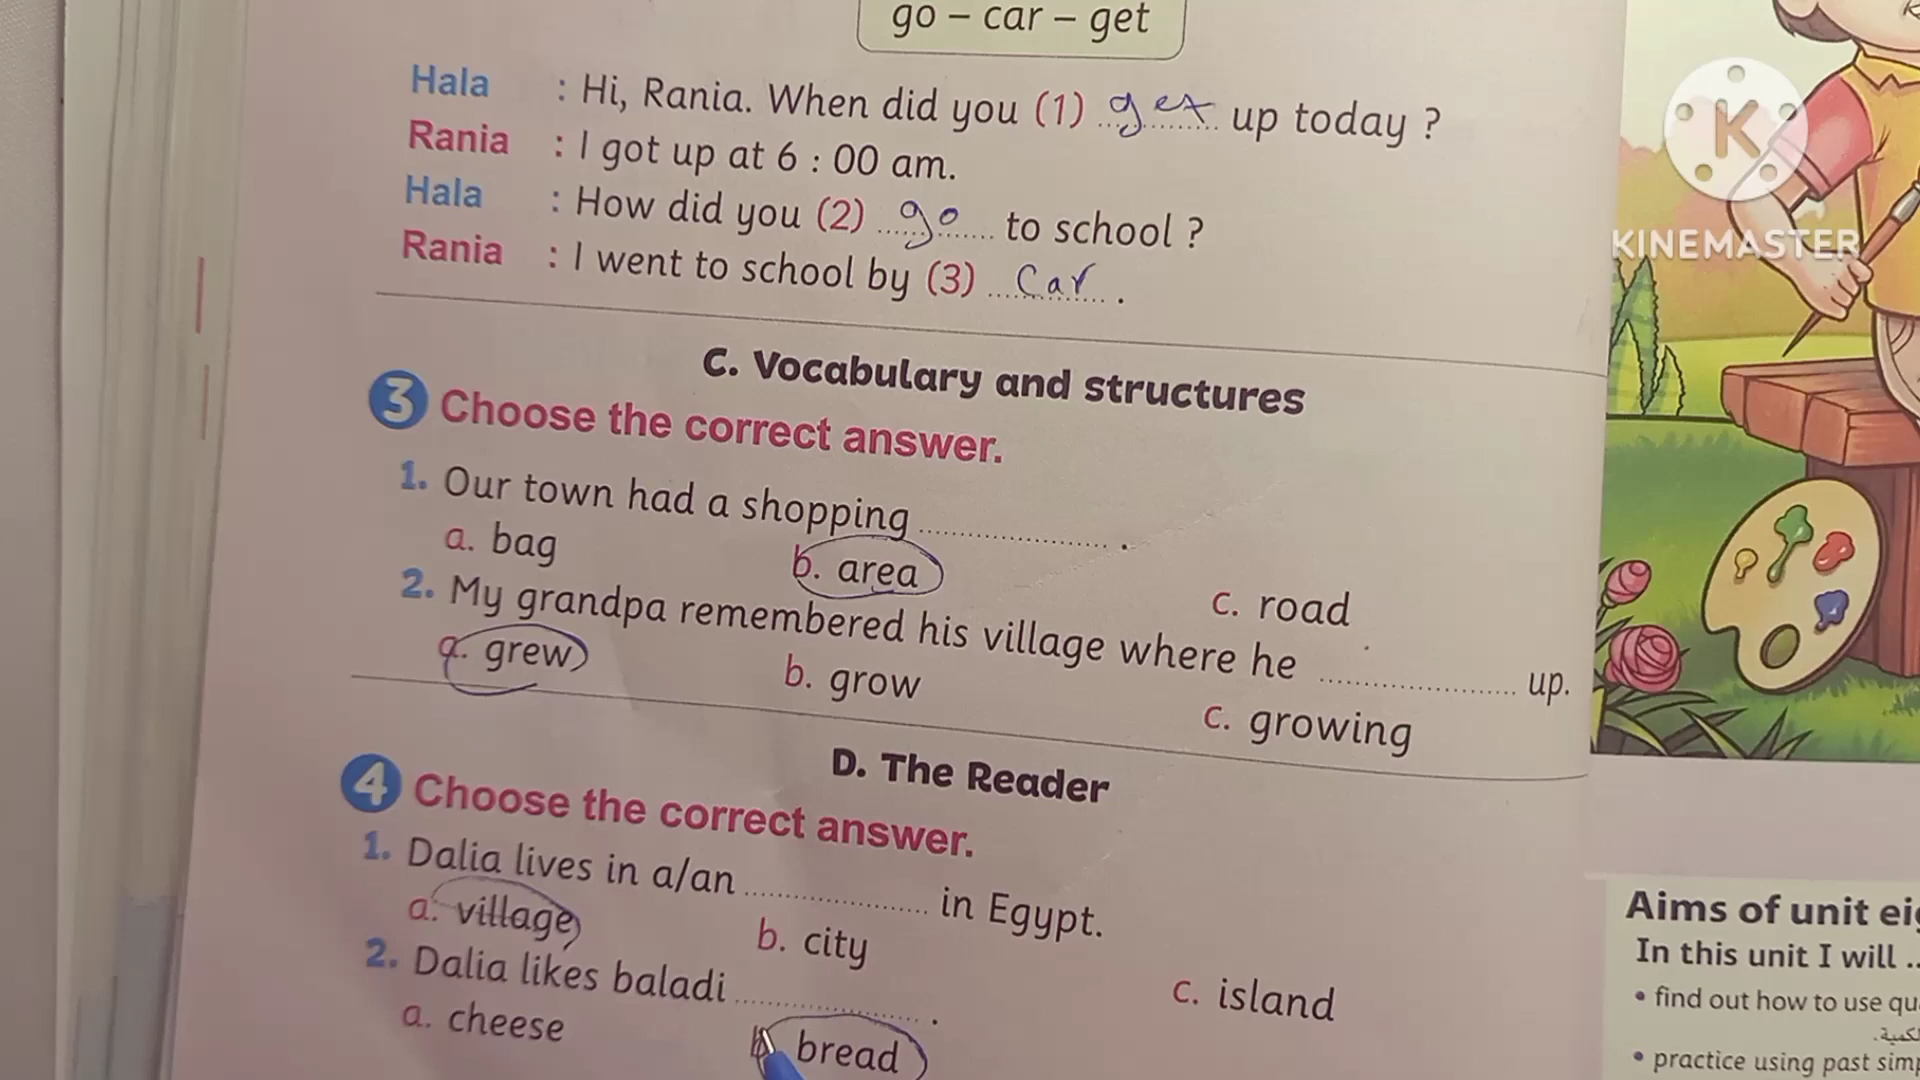 go – car – get
Hala : Hi, Rania. When did you (1) get up today ?
Rania : I got up at 6 : 00 am.
Hala : How did you (2) go to school ?
Rania : I went to school by (3) car .
KINEMASTER
C. Vocabulary and structures
3 Choose the correct answer.
1. Our town had a shopping .................... .
a. bag b. area c. road
2. My grandpa remembered his village where he .................... up.
a. grew b. grow c. growing
D. The Reader
4 Choose the correct answer.
1. Dalia lives in a/an .................... in Egypt.
a. village b. city c. island
2. Dalia likes baladi .................... .
a. cheese b bread
Aims of unit
In this unit I will ..
• find out how to use
• practice using past